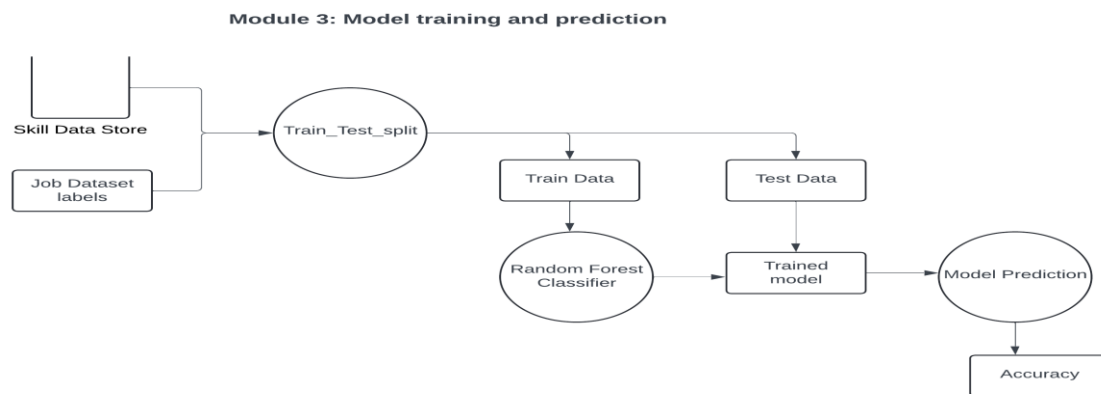 Module 3: Model training and prediction
Skill Data Store
Job Dataset
labels
Train_Test_split
Train Data
Test Data
Random Forest
Classifier
Trained
model
Model Prediction
Accuracy